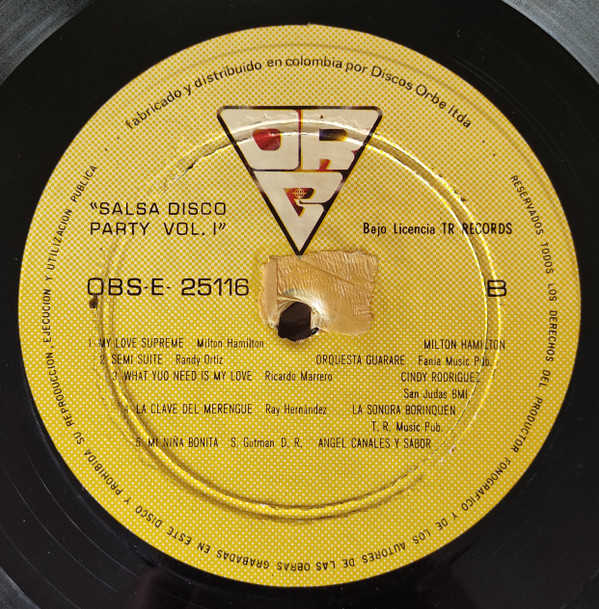 fabricado y distribuido en colombia por Discos Orbe ltda
ORB
"SALSA DISCO
PARTY VOL. I"
Bajo Licencia TR RECORDS
OBS-E- 25116
B
1 MY LOVE SUPREME Milton Hamilton MILTON HAMILTON
2 SEMI SUITE Randy Ortiz ORQUESTA GUARARE Fania Music Pub.
3 WHAT YUO NEED IS MY LOVE Ricardo Marrero CINDY RODRIGUEZ
San Judas BMI
4 LA CLAVE DEL MERENGUE Ray Hernandez LA SONORA BORINQUEN
T. R. Music Pub.
5 MI NIÑA BONITA S. Gutman D. R. ANGEL CANALES Y SABOR
RESERVADOS TODOS LOS DERECHOS DEL PRODUCTOR FONOGRAFICO Y DE LOS AUTORES DE LAS OBRAS GRABADAS EN ESTE DISCO Y PROHIBIDA SU REPRODUCCION, EJECUCION Y UTILIZACION PUBLICA